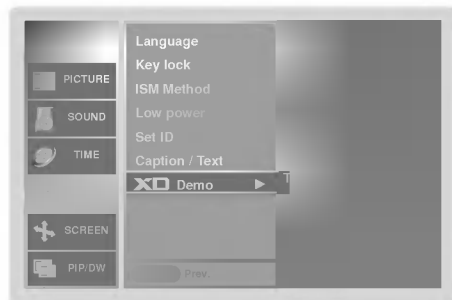 PICTURE
SOUND
TIME
SCREEN
PIP/DW
Language
Key lock
ISM Method
Low power
Set ID
Caption / Text
XD Demo
Prev.